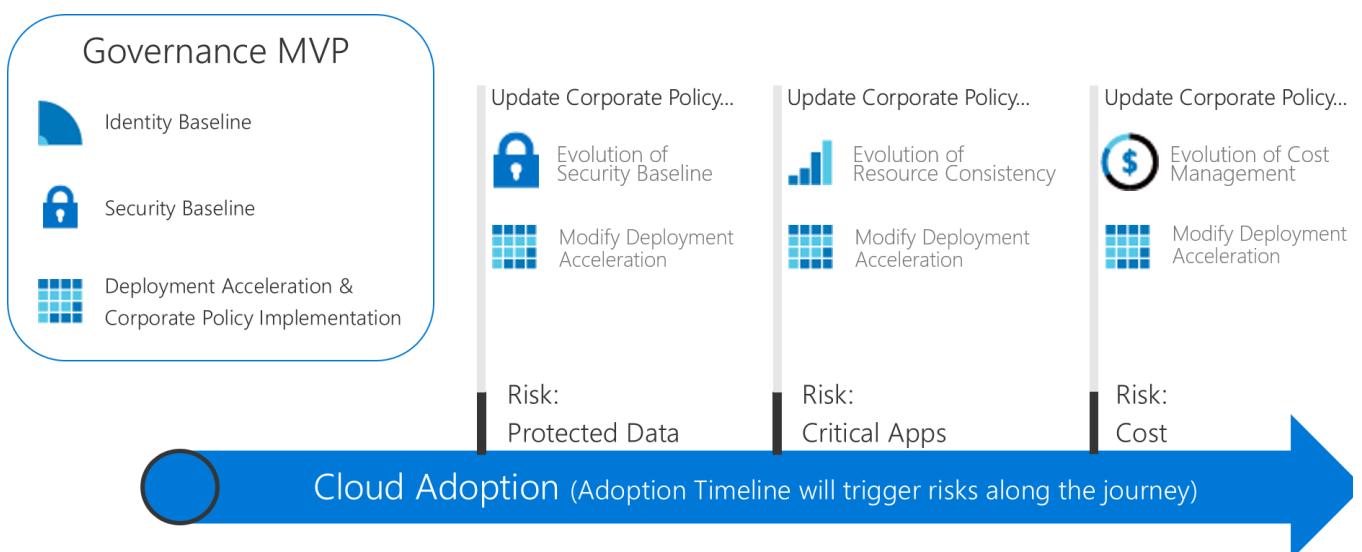 Governance MVP
Identity Baseline
Security Baseline
Deployment Acceleration &
Corporate Policy Implementation
Update Corporate Policy...
Evolution of
Security Baseline
Modify Deployment
Acceleration
Risk:
Protected Data
Update Corporate Policy...
Evolution of
Resource Consistency
Modify Deployment
Acceleration
Risk:
Critical Apps
Update Corporate Policy...
$
Evolution of Cost
Management
Modify Deployment
Acceleration
Risk:
Cost
Cloud Adoption (Adoption Timeline will trigger risks along the journey)